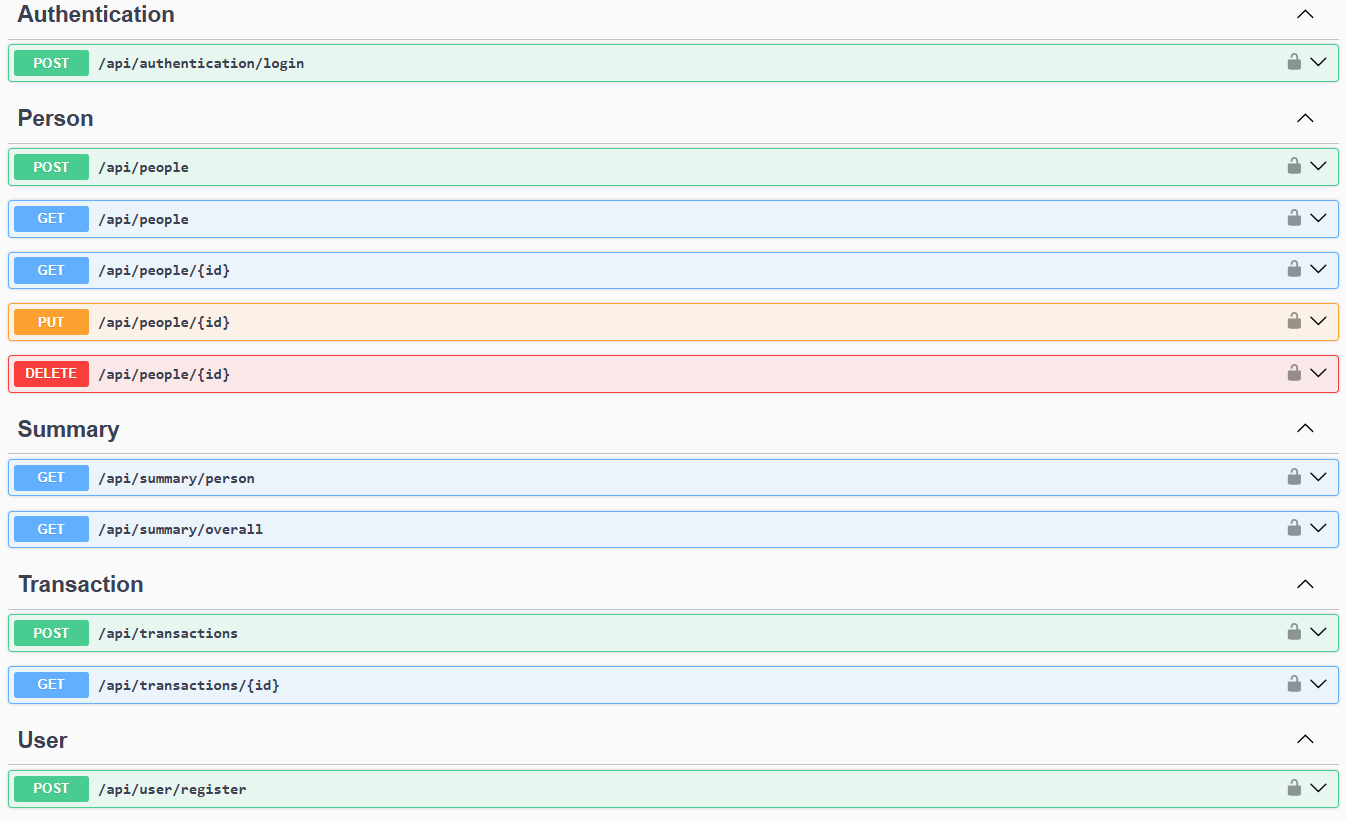 Authentication
POST /api/authentication/login
Person
POST /api/people
GET /api/people
GET /api/people/{id}
PUT /api/people/{id}
DELETE /api/people/{id}
Summary
GET /api/summary/person
GET /api/summary/overall
Transaction
POST /api/transactions
GET /api/transactions/{id}
User
POST /api/user/register